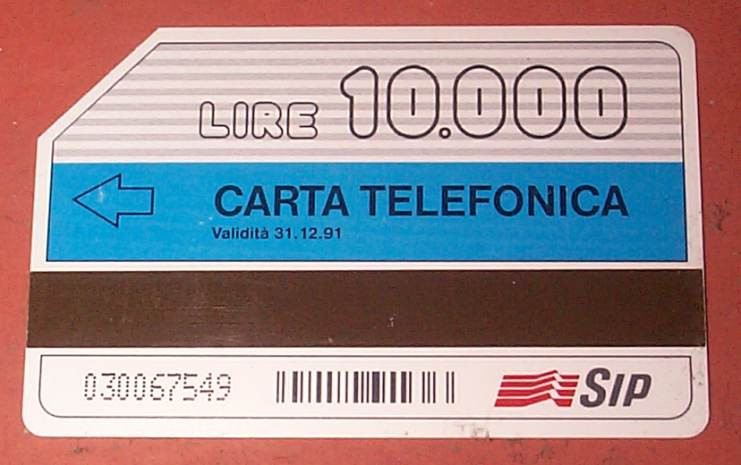 LIRE 10.000
CARTA TELEFONICA
Validità 31.12.91
030067549
SIP